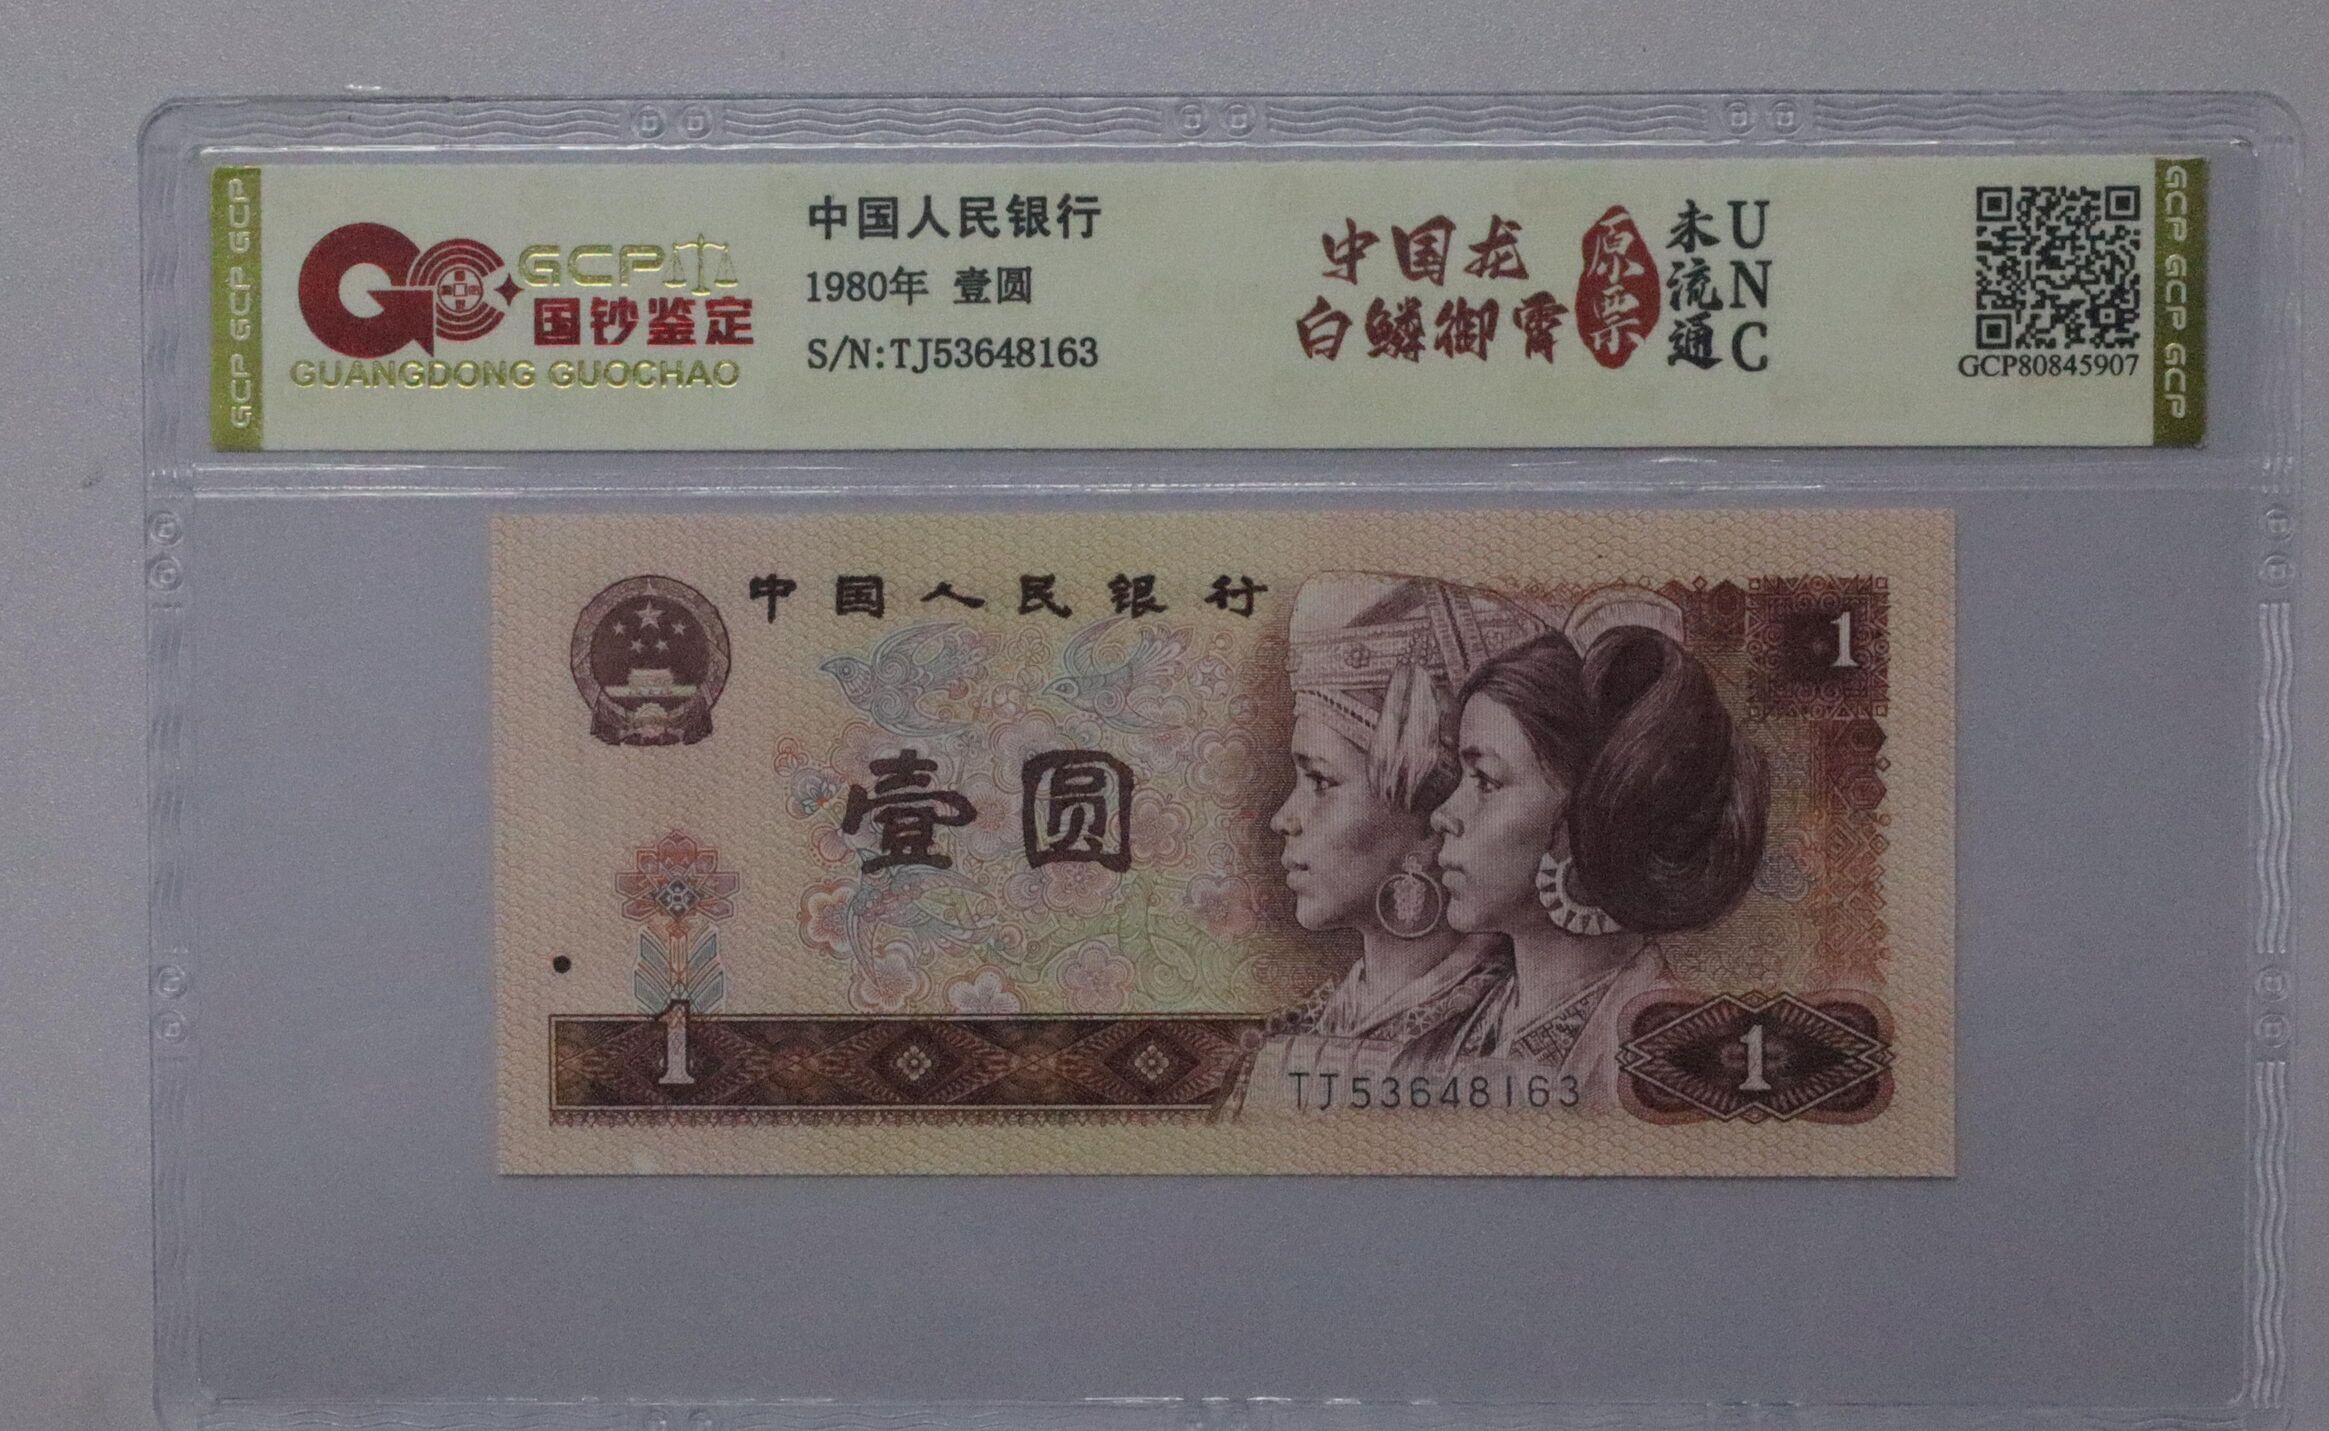 GCP GCP GCP
GCP
国钞鉴定
GUANGDONG GUOCHAO
中国人民银行
1980年 壹圆
S/N:TJ53648163
中国龙
白鳞御霄
原票
未流通
UNC
GCP80845907
GCP GCP GCP
中国人民银行
1
壹圆
1
1
TJ53648163